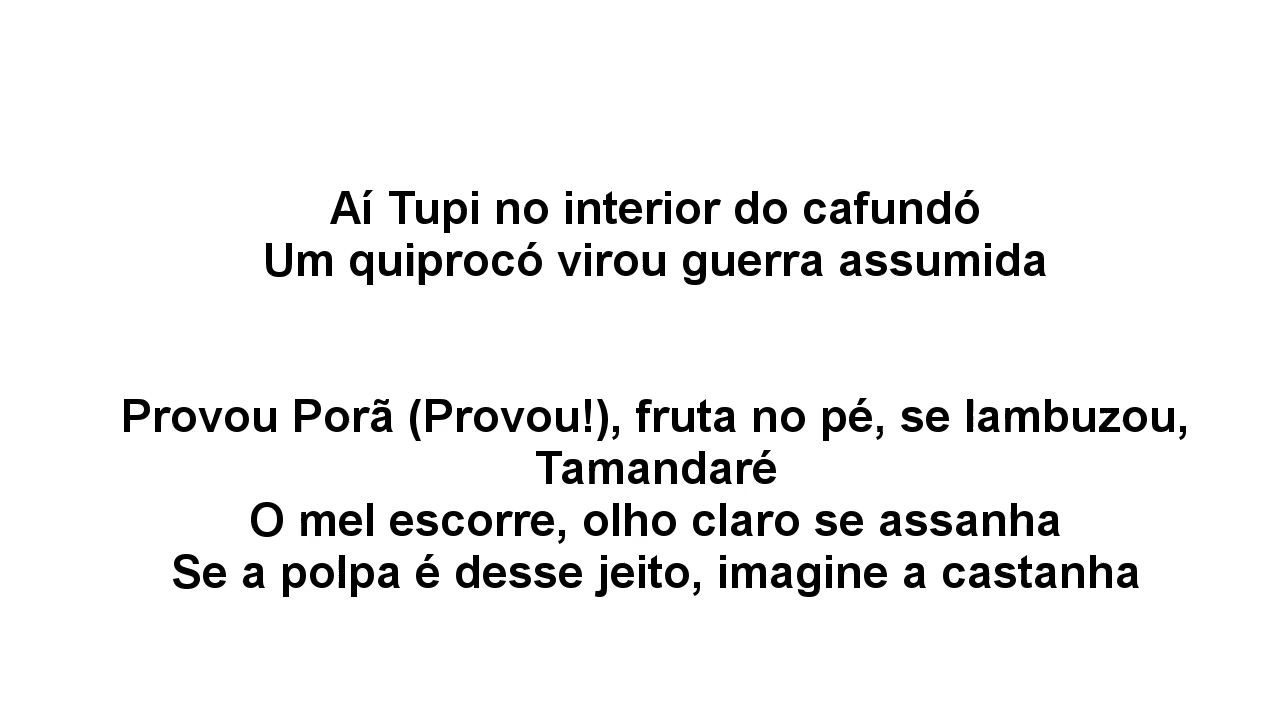 Aí Tupi no interior do cafundó
Um quiprocó virou guerra assumida
Provou Porã (Provou!), fruta no pé, se lambuzou,
Tamandaré
O mel escorre, olho claro se assanha
Se a polpa é desse jeito, imagine a castanha